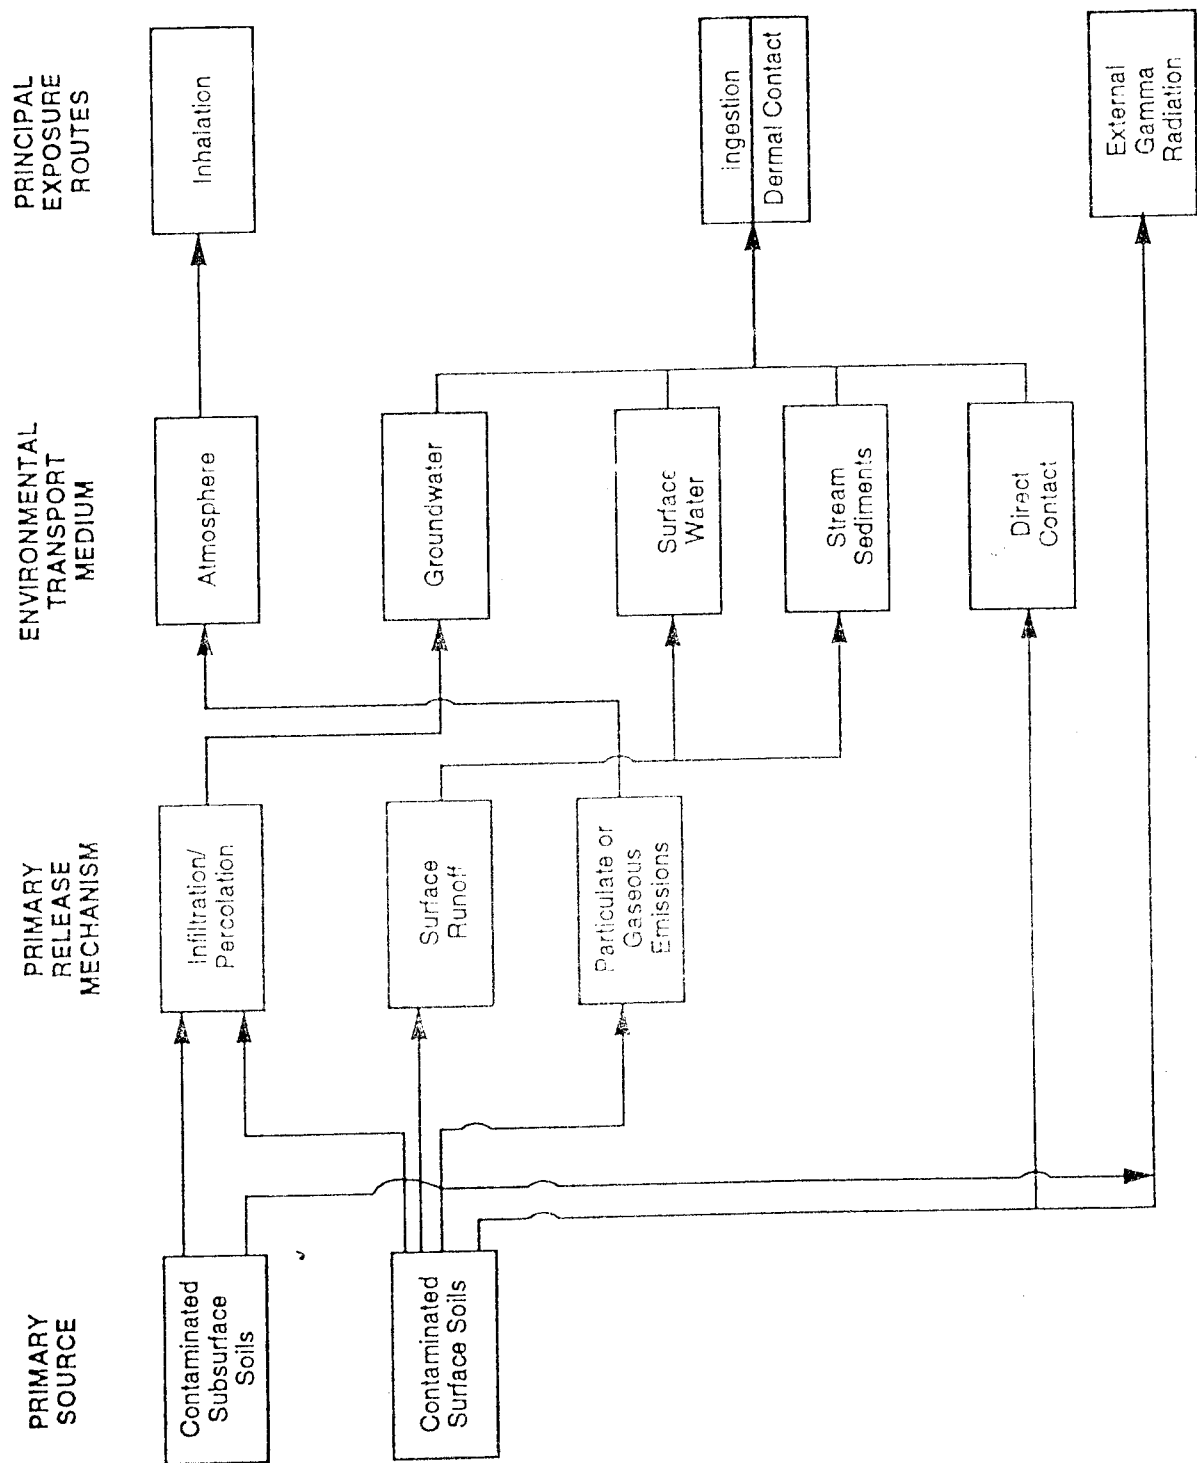 PRIMARY
SOURCE
PRIMARY
RELEASE
MECHANISM
ENVIRONMENTAL
TRANSPORT
MEDIUM
PRINCIPAL
EXPOSURE
ROUTES
Contaminated
Subsurface
Soils
Contaminated
Surface Soils
Infiltration/
Percolation
Surface
Runoff
Particulate or
Gaseous
Emissions
Atmosphere
Groundwater
Surface
Water
Stream
Sediments
Direct
Contact
Inhalation
Ingestion
Dermal Contact
External
Gamma
Radiation